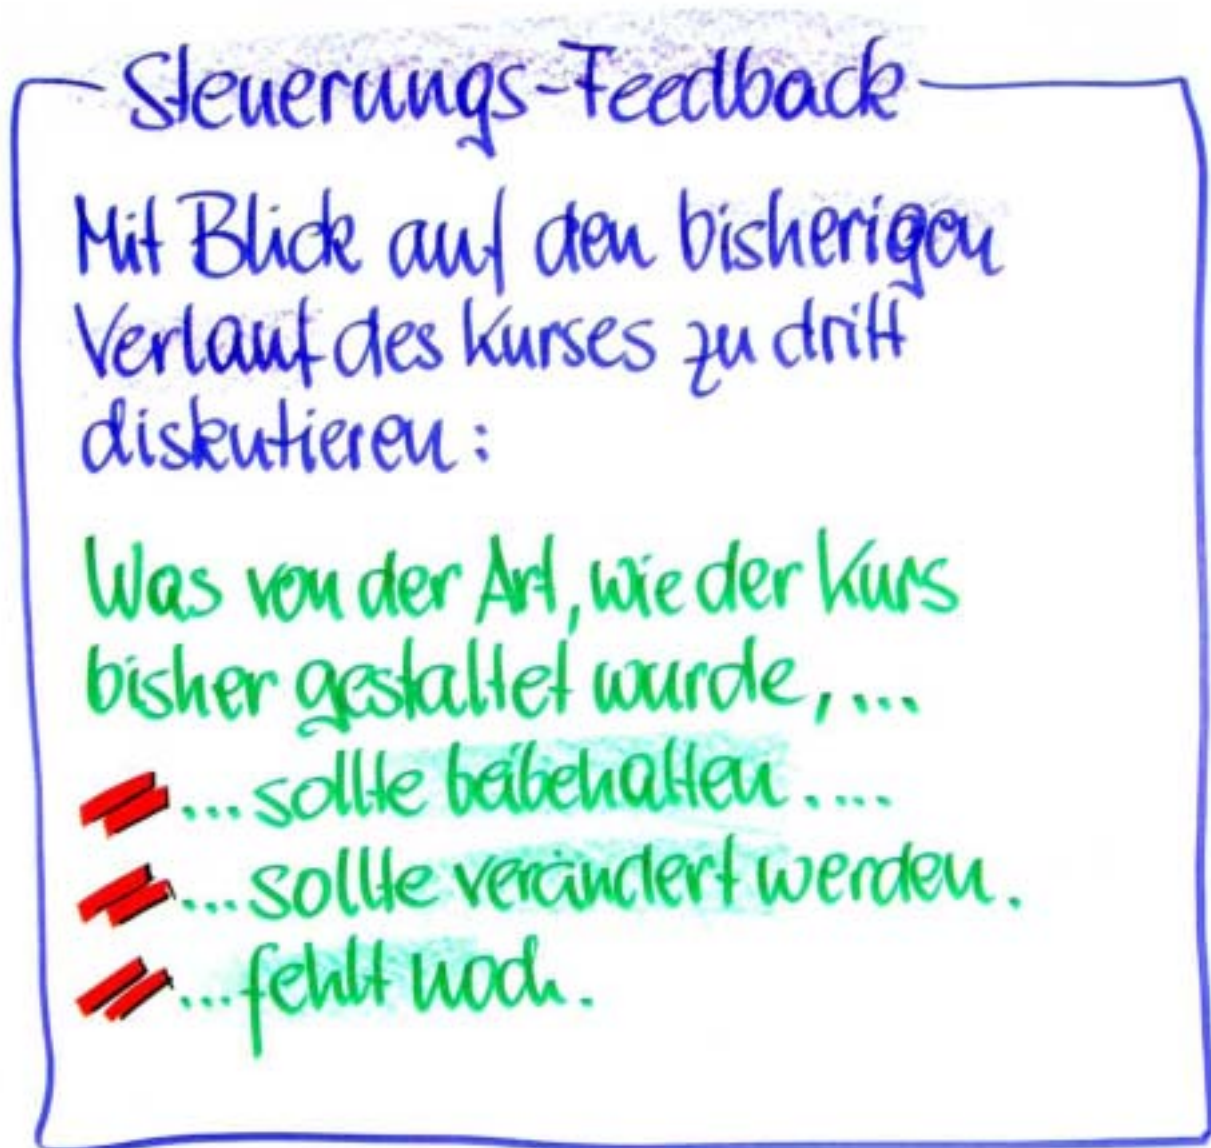 Steuerungs-Feedback
Mit Blick auf den bisherigen
Verlauf des Kurses zu dritt
diskutieren:
Was von der Art, wie der Kurs
bisher gestaltet wurde, ...
...sollte beibehalten....
...sollte verändert werden.
...fehlt noch.